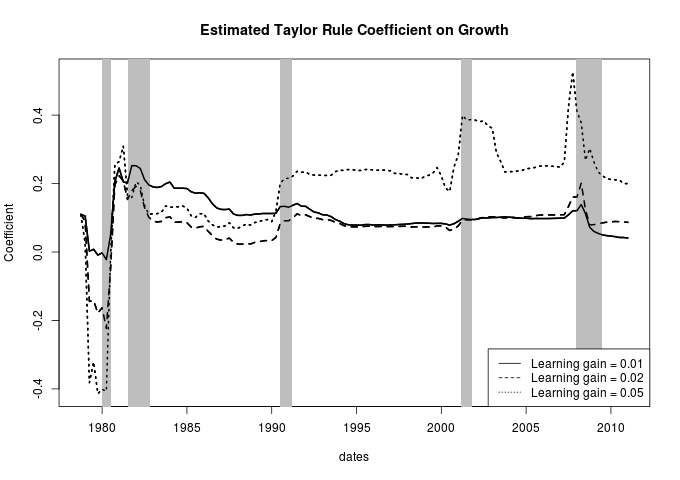 Estimated Taylor Rule Coefficient on Growth
Coefficient
0.4
0.2
0.0
-0.2
-0.4
Learning gain = 0.01
Learning gain = 0.02
Learning gain = 0.05
1980 1985 1990 1995 2000 2005 2010
dates